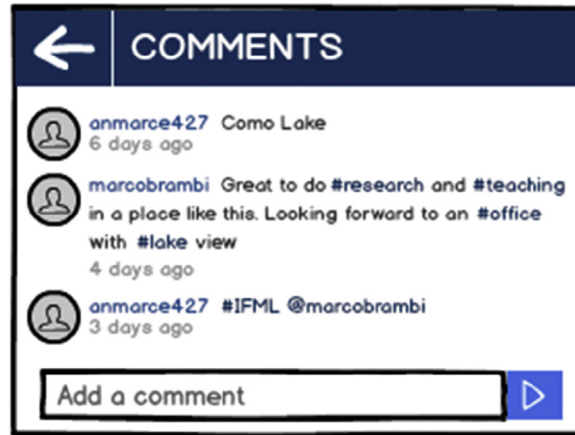 COMMENTS
anmarce427 Como Lake
6 days ago
marcobrambi Great to do #research and #teaching
in a place like this. Looking forward to an #office
with #lake view
4 days ago
anmarce427 #IFML @marcobrambi
3 days ago
Add a comment